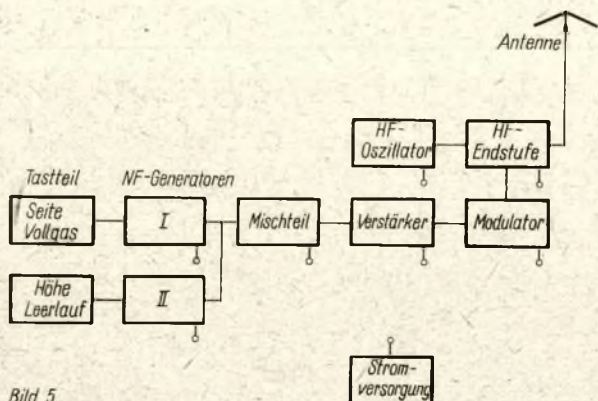 Antenne
HF-
Oszillator
HF-
Endstufe
Tastteil
NF-Generatoren
Seite
Vollgas
I
Mischteil
Verstärker
Modulator
Höhe
Leerlauf
II
Strom-
versorgung
Bild 5